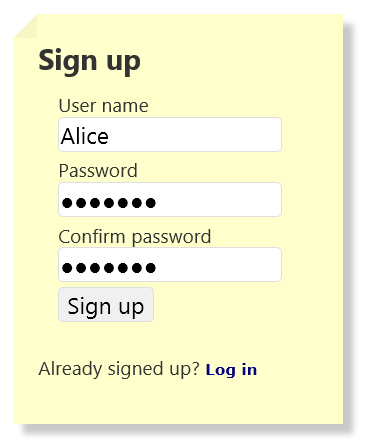 Sign up
User name
Alice
Password
●●●●●●●
Confirm password
●●●●●●●
Sign up
Already signed up? Log in